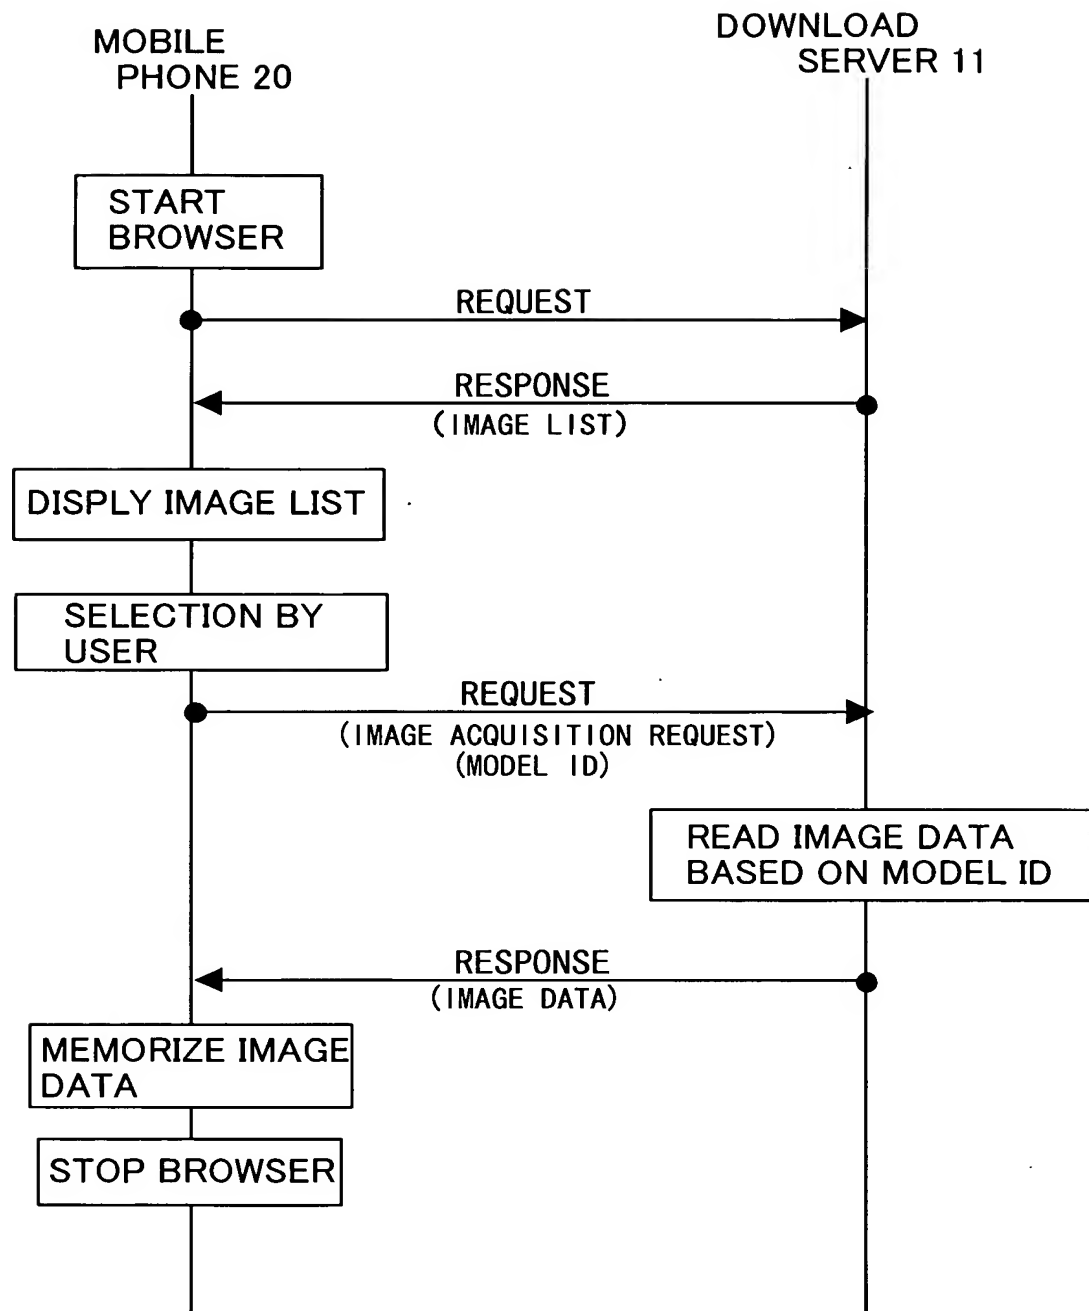 MOBILE
PHONE 20
DOWNLOAD
SERVER 11
START
BROWSER
REQUEST
RESPONSE
(IMAGE LIST)
DISPLY IMAGE LIST
SELECTION BY
USER
REQUEST
(IMAGE ACQUISITION REQUEST)
(MODEL ID)
READ IMAGE DATA
BASED ON MODEL ID
RESPONSE
(IMAGE DATA)
MEMORIZE IMAGE
DATA
STOP BROWSER